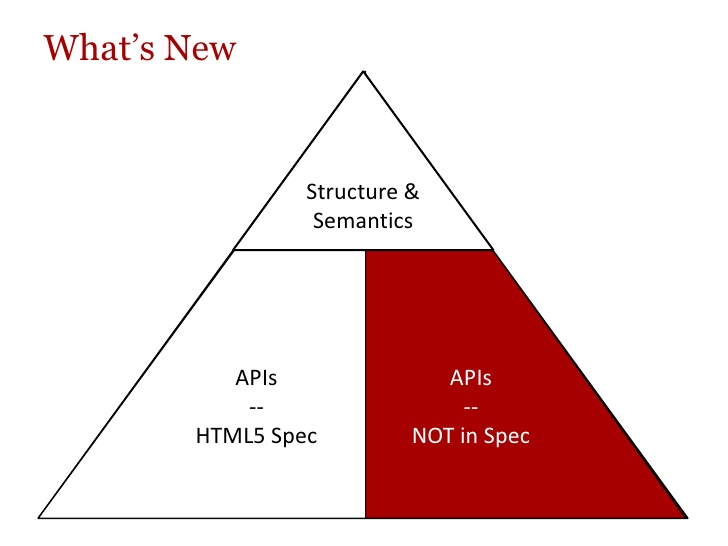 What’s New
Structure &
Semantics
APIs
--
HTML5 Spec
APIs
--
NOT in Spec